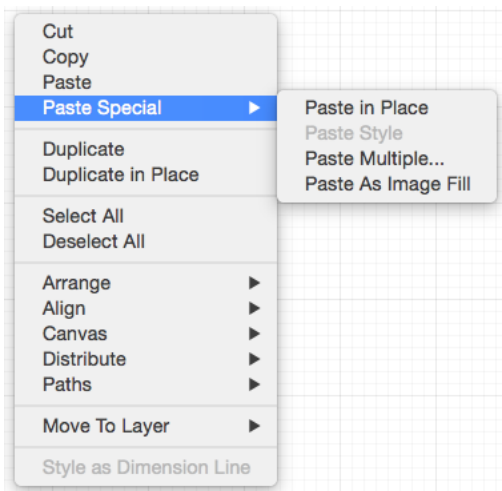 Cut
Copy
Paste
Paste Special
Paste in Place
Paste Style
Paste Multiple...
Paste As Image Fill
Duplicate
Duplicate in Place
Select All
Deselect All
Arrange
Align
Canvas
Distribute
Paths
Move To Layer
Style as Dimension Line